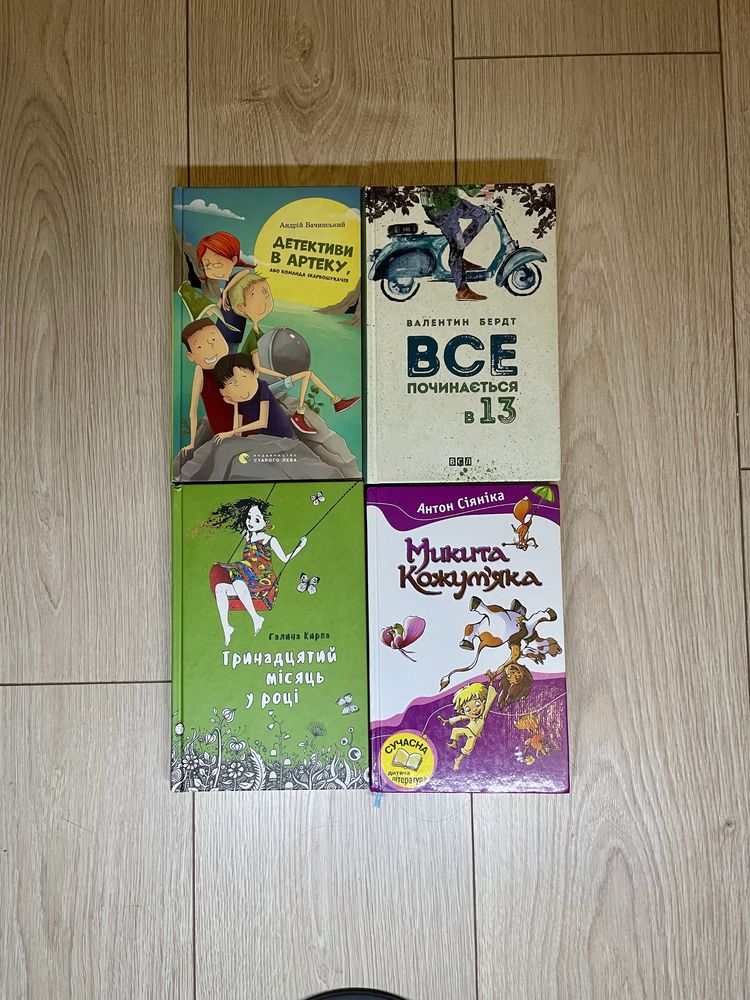 Андрій Бачинський
ДЕТЕКТИВИ
В АРТЕКУ,
АБО КОМАНДА СКАРБОШУКАЧІВ
ВИДАВНИЦТВО
СТАРОГО ЛЕВА
ВАЛЕНТИН БЕРДТ
ВСЕ
ПОЧИНАЄТЬСЯ
В 13
ВСЛ
Галина Кирпа
Тринадцятий
місяць
у році
Антон Сіяніка
Микита
Кожум'яка
СУЧАСНА
дитяча
література